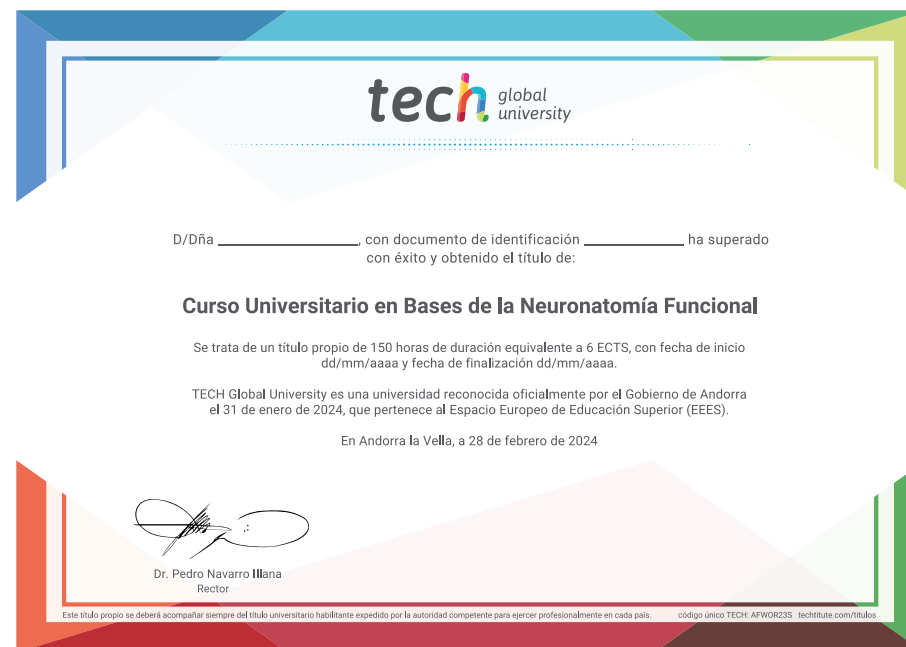 tech global university
D/Dña ____________, con documento de identificación ____________ ha superado
con éxito y obtenido el título de:
Curso Universitario en Bases de la Neuronatomía Funcional
Se trata de un título propio de 150 horas de duración equivalente a 6 ECTS, con fecha de inicio
dd/mm/aaaa y fecha de finalización dd/mm/aaaa.
TECH Global University es una universidad reconocida oficialmente por el Gobierno de Andorra
el 31 de enero de 2024, que pertenece al Espacio Europeo de Educación Superior (EEES).
En Andorra la Vella, a 28 de febrero de 2024
Dr. Pedro Navarro Illana
Rector
Este título propio se deberá acompañar siempre del título universitario habilitante expedido por la autoridad competente para ejercer profesionalmente en cada país. código único TECH: AFWOR23S techtitute.com/titulos